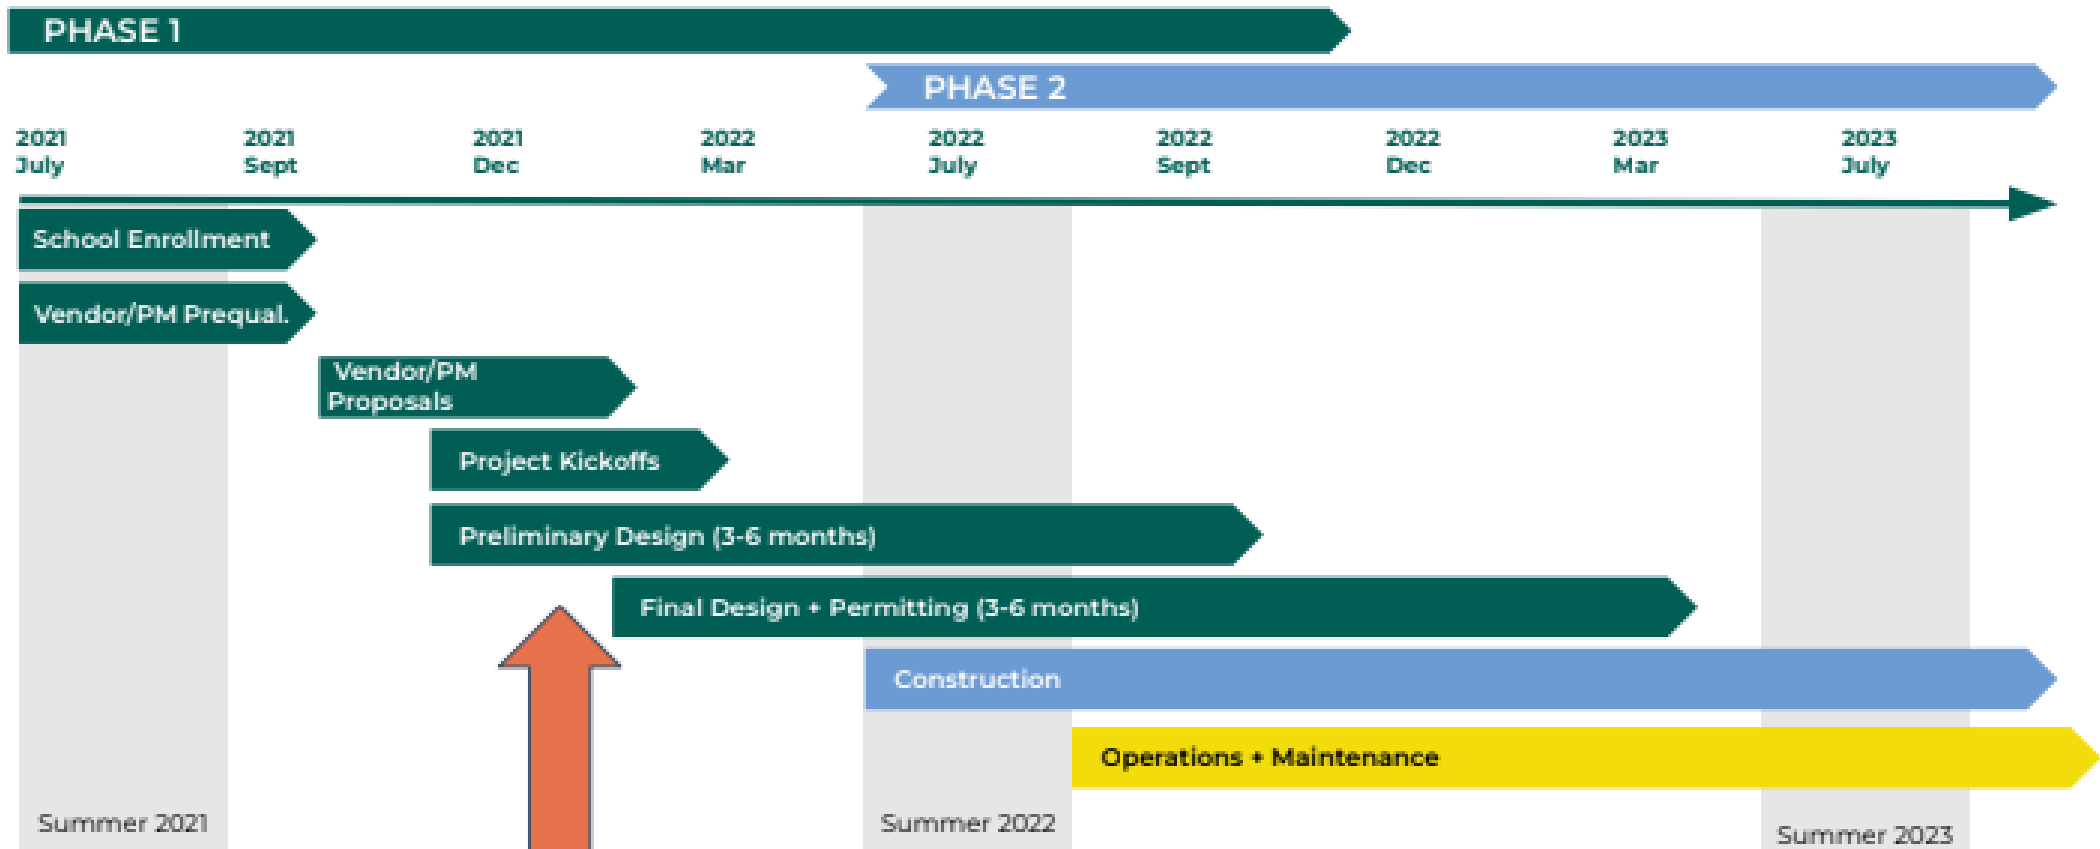 PHASE 1
PHASE 2
2021 2021 2021 2022 2022 2022 2022 2023 2023
July Sept Dec Mar July Sept Dec Mar July
School Enrollment
Vendor/PM Prequal.
Vendor/PM
Proposals
Project Kickoffs
Preliminary Design (3-6 months)
Final Design + Permitting (3-6 months)
Construction
Operations + Maintenance
Summer 2021
Summer 2022
Summer 2023